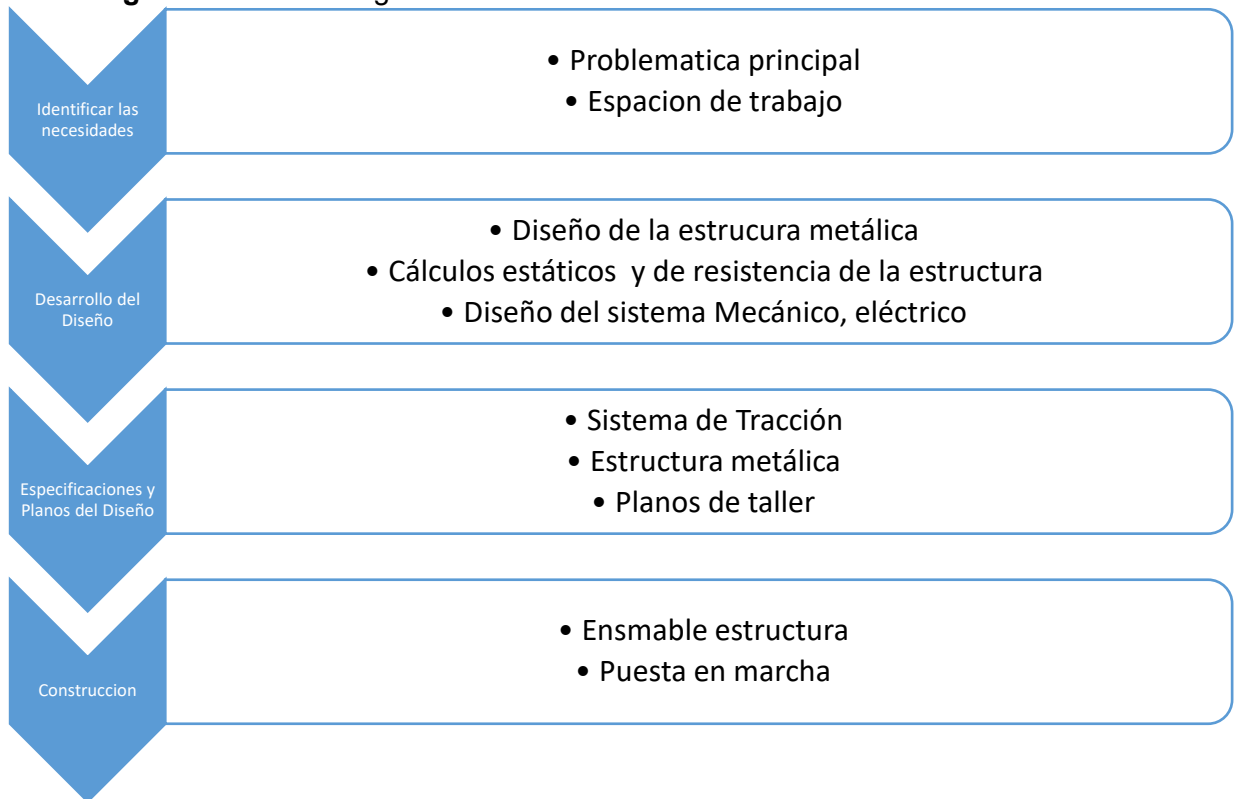 • Problematica principal
• Espacion de trabajo
Identificar las
necesidades
• Diseño de la estrucura metálica
• Cálculos estáticos y de resistencia de la estructura
• Diseño del sistema Mecánico, eléctrico
Desarrollo del
Diseño
• Sistema de Tracción
• Estructura metálica
• Planos de taller
Especificaciones y
Planos del Diseño
• Ensmable estructura
• Puesta en marcha
Construccion